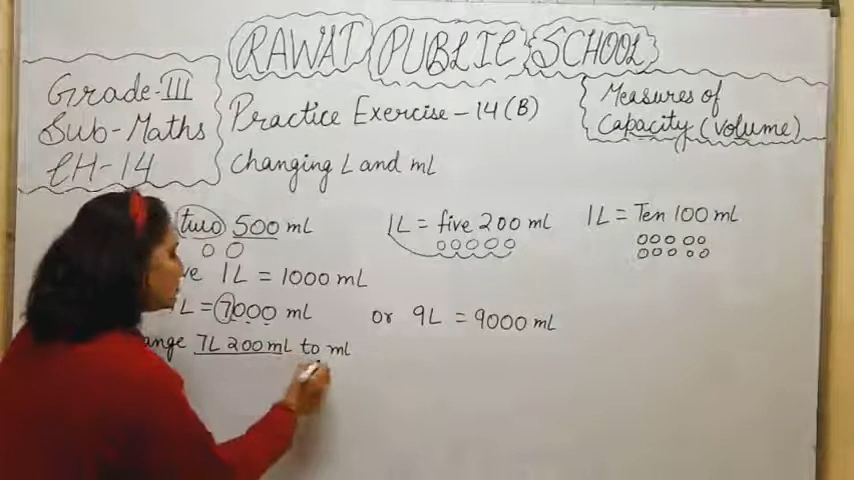 RAWAT PUBLIC SCHOOL
Grade-III
Sub-Maths
CH-14
Practice Exercise-14(B)
Changing L and mL
Measures of
Capacity (volume)
two 500 mL
1L = five 200 mL
1L = Ten 100 mL
1L = 1000 mL
L = 7000 mL
or 9L = 9000 mL
7L 200mL to mL